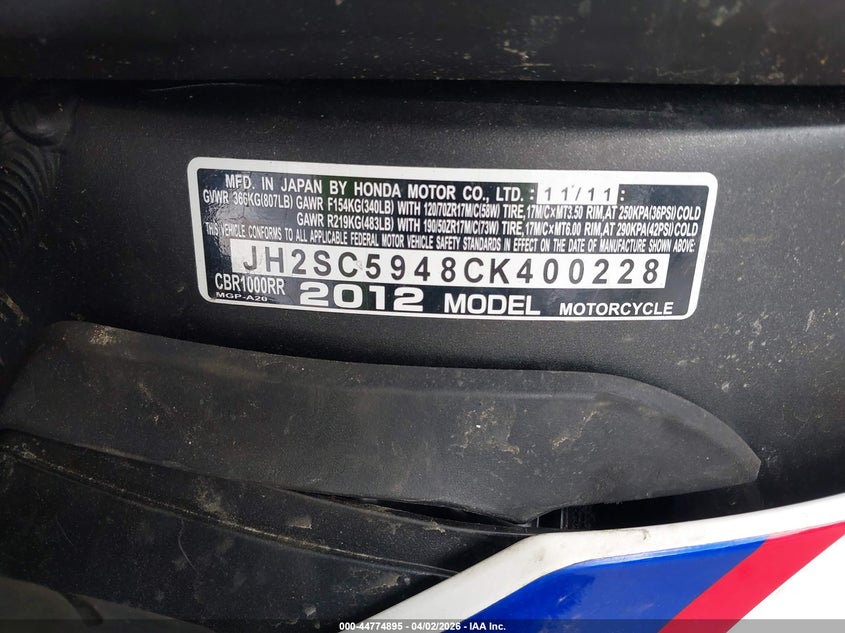 MFD. IN JAPAN BY HONDA MOTOR CO., LTD. : 11/11 :
GVWR 366KG(807LB) GAWR F154KG(340LB) WITH 120/70ZR17M/C(58W) TIRE,17M/C×MT3.50 RIM,AT 250KPA(36PSI)COLD
GAWR R219KG(483LB) WITH 190/50ZR17M/C(73W) TIRE,17M/C×MT6.00 RIM,AT 290KPA(42PSI)COLD
THIS VEHICLE CONFORMS TO ALL APPLICABLE FEDERAL MOTOR VEHICLE SAFETY STANDARDS IN EFFECT ON THE DATE OF MANUFACTURE SHOWN ABOVE.
JH2SC5948CK400228
CBR1000RR
MGP-A20
2012 MODEL MOTORCYCLE
000-44774895 - 04/02/2026 - IAA Inc.